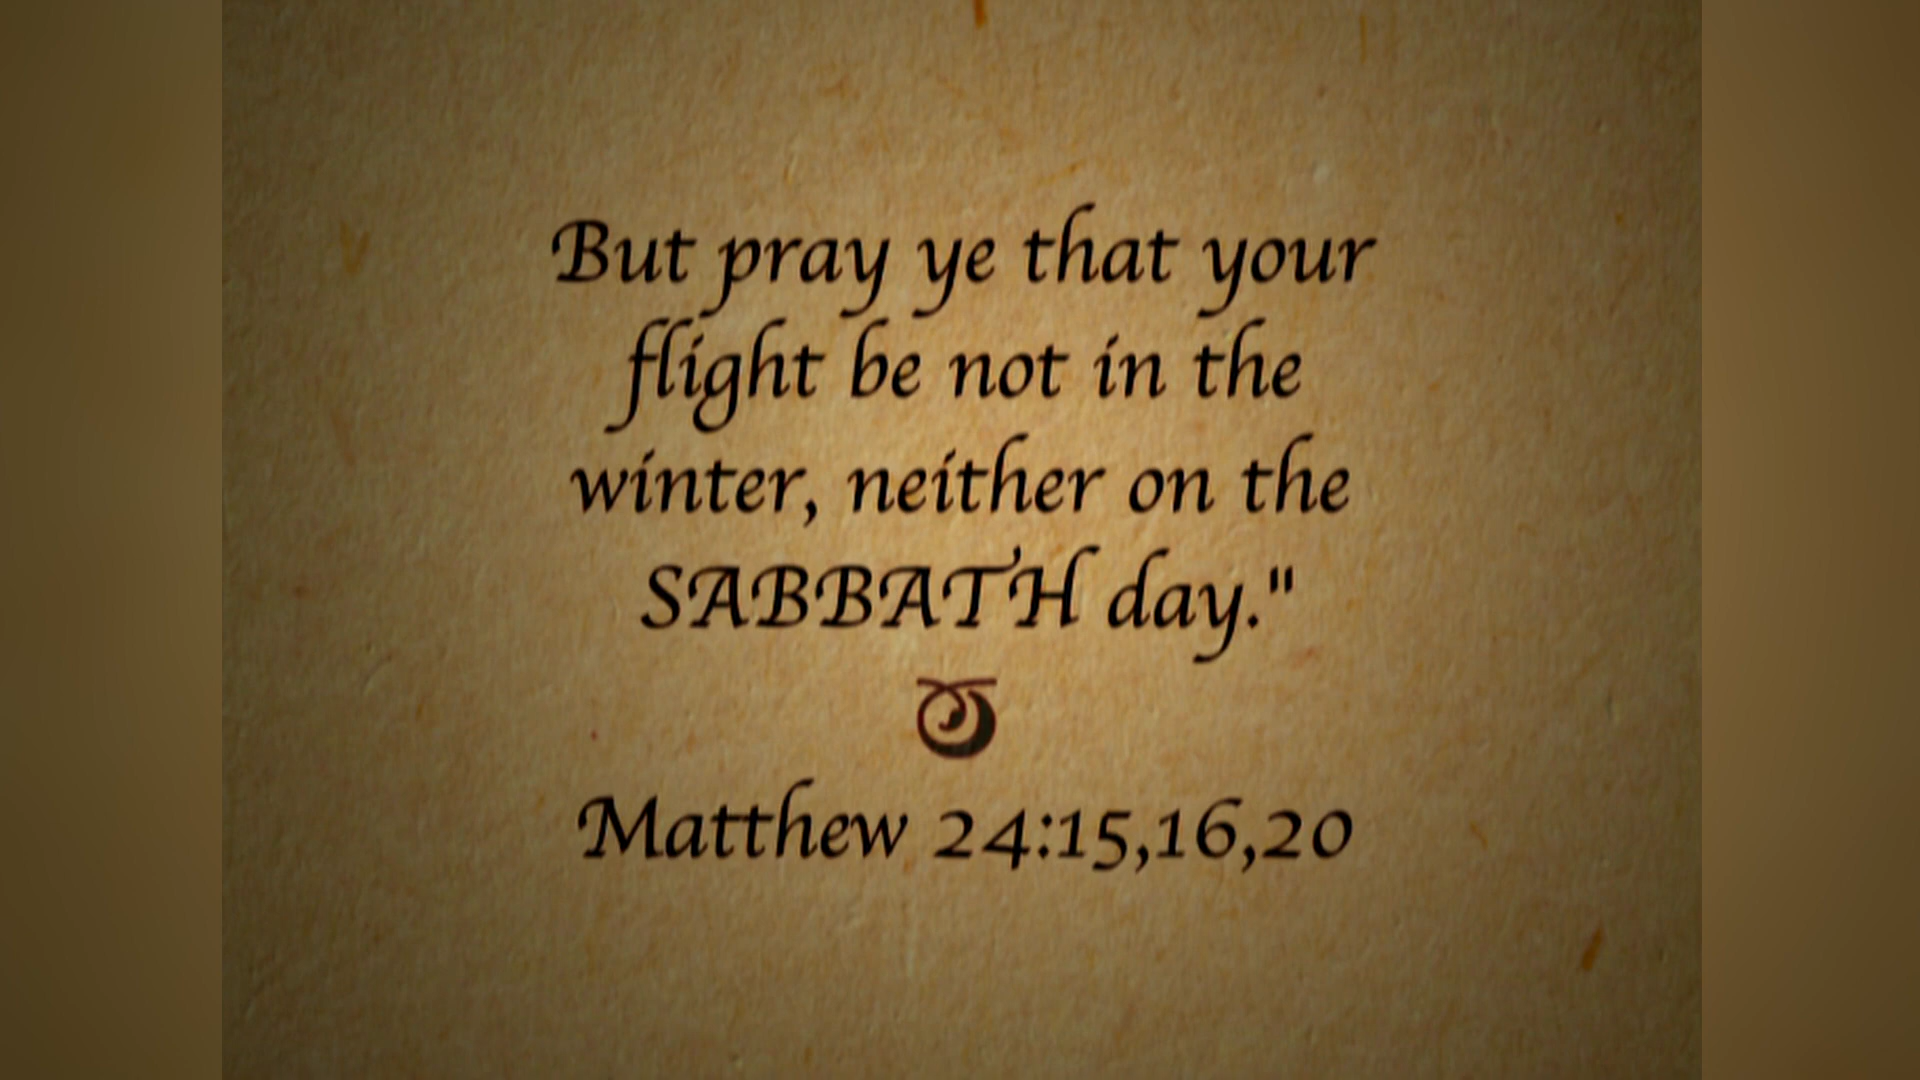 But pray ye that your
flight be not in the
winter, neither on the
SABBATH day."
Matthew 24:15,16,20